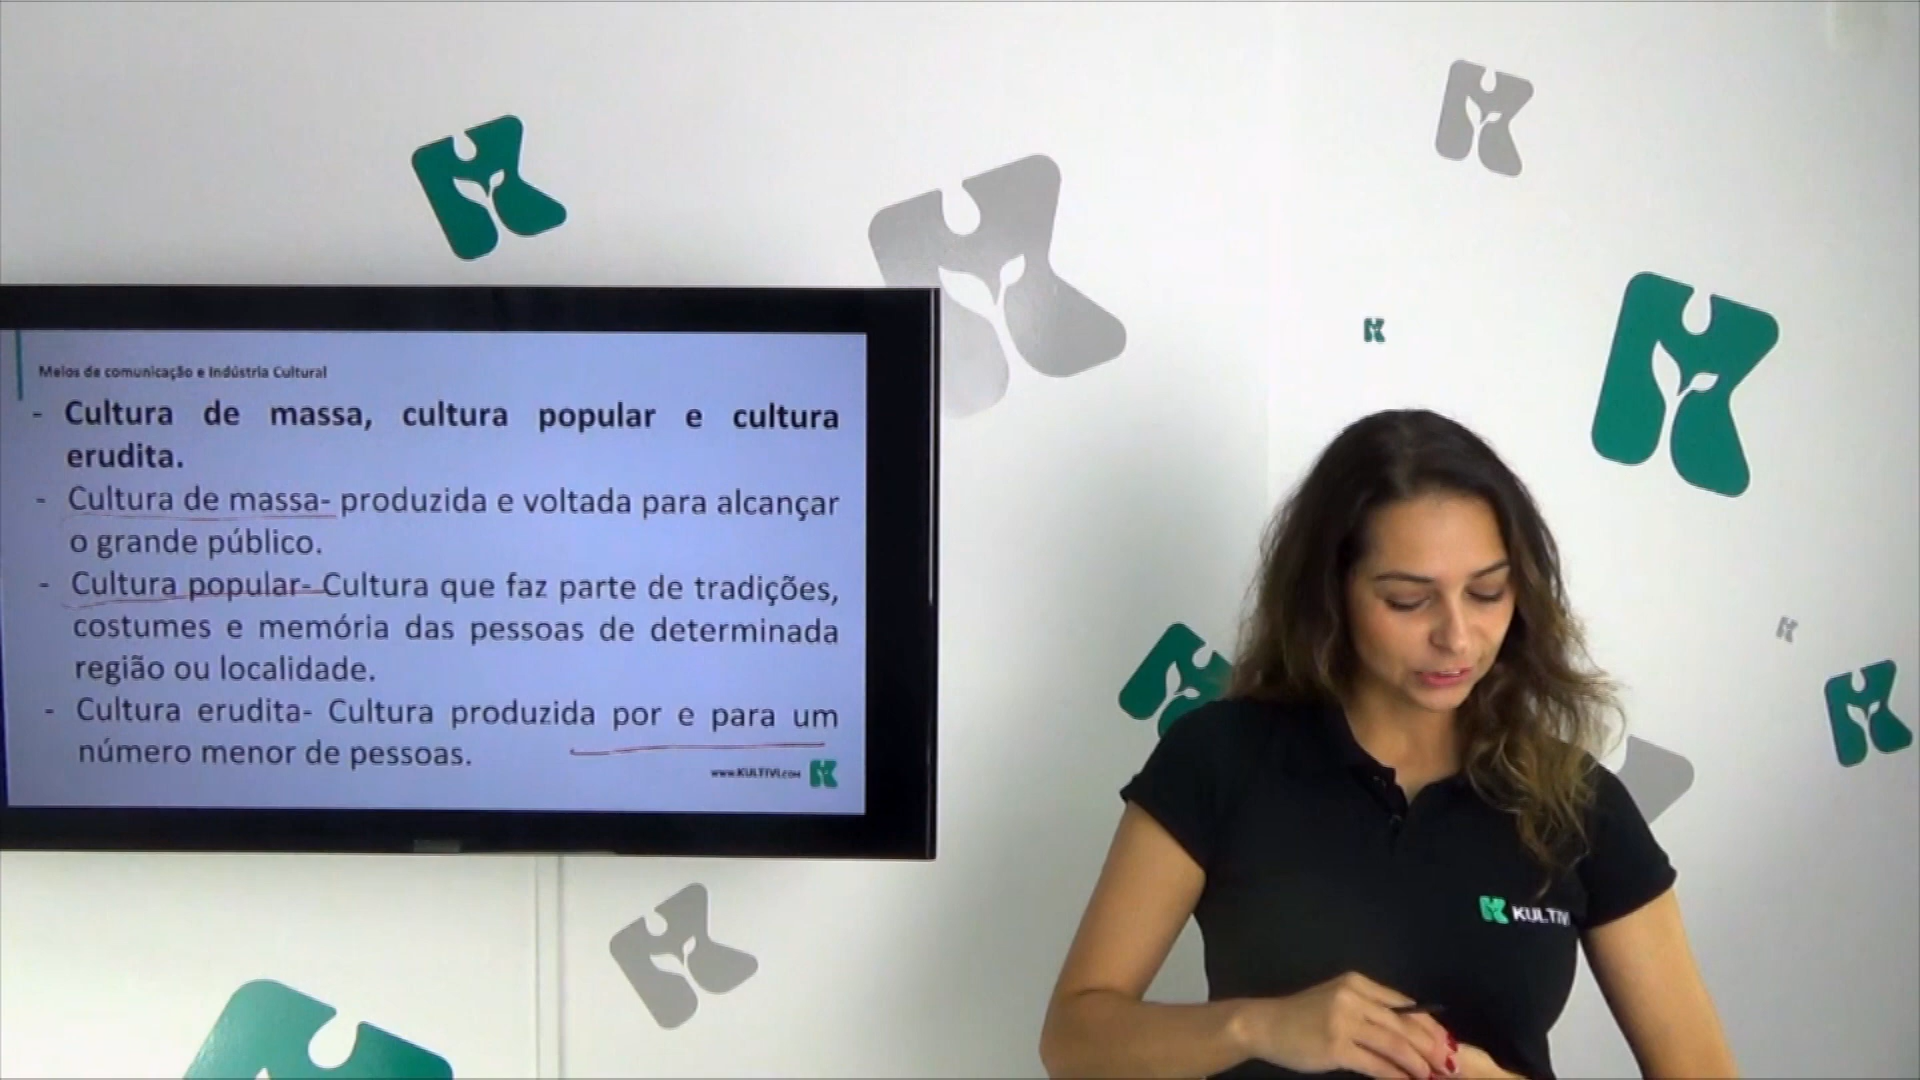 Meios de comunicação e Indústria Cultural
- Cultura de massa, cultura popular e cultura
erudita.
- Cultura de massa- produzida e voltada para alcançar
o grande público.
- Cultura popular- Cultura que faz parte de tradições,
costumes e memória das pessoas de determinada
região ou localidade.
- Cultura erudita- Cultura produzida por e para um
número menor de pessoas.
www.KULTIVI.COM
KULTIVI